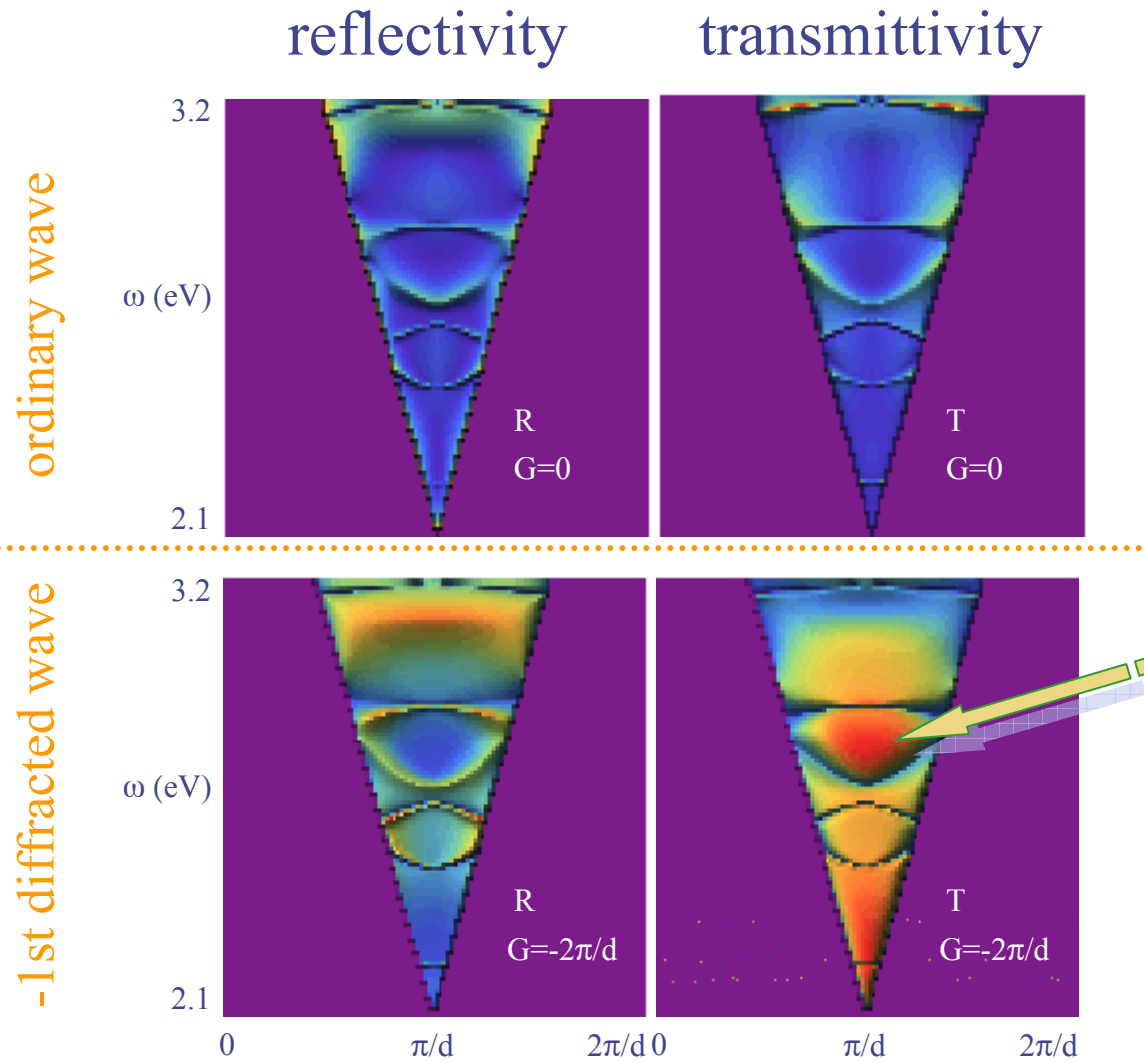 reflectivity
transmittivity
ordinary wave
3.2
ω (eV)
2.1
R
G=0
T
G=0
-1st diffracted wave
3.2
ω (eV)
2.1
R
G=-2π/d
T
G=-2π/d
0
π/d
2π/d
0
π/d
2π/d